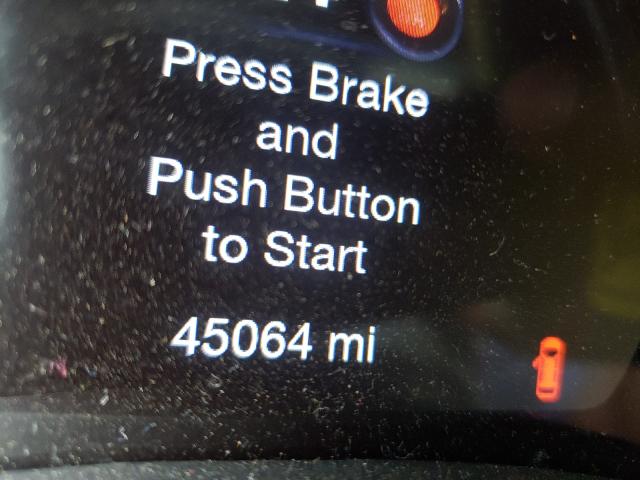 Press Brake
and
Push Button
to Start
45064 mi